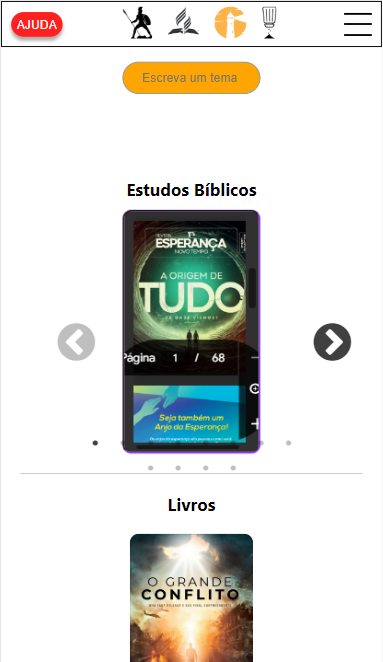 AJUDA
Escreva um tema
Estudos Bíblicos
REVISTA
ESPERANÇA
NOVO TEMPO
A ORIGEM DE
TUDO
Página 1 / 68
Seja também um
Anjo da Esperança!
Livros
O GRANDE
CONFLITO